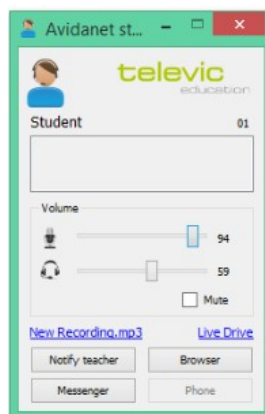 Avidanet st...
televic
education
Student 01
Volume
94
59
Mute
New Recording.mp3 Live Drive
Notify teacher Browser
Messenger Phone